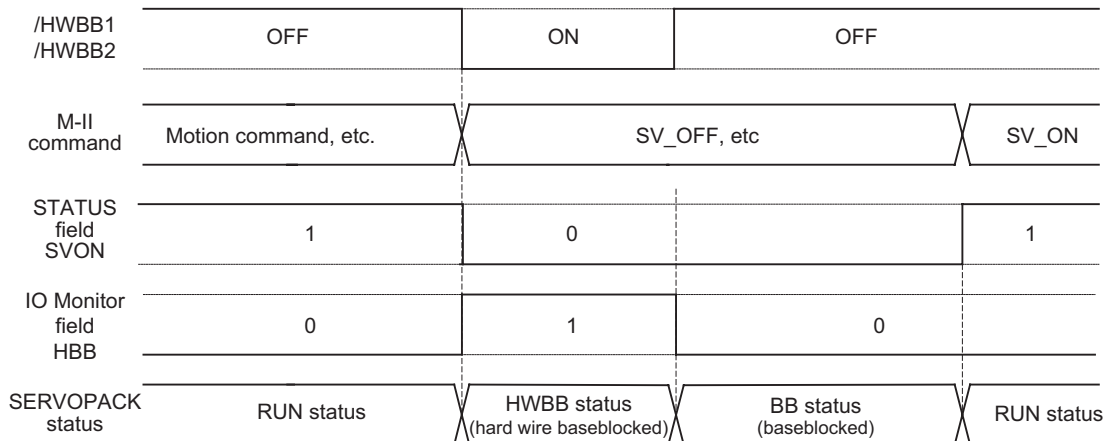 /HWBB1
/HWBB2
OFF
ON
OFF
M-II
command
Motion command, etc.
SV_OFF, etc
SV_ON
STATUS
field
SVON
1
0
1
IO Monitor
field
HBB
0
1
0
SERVOPACK
status
RUN status
HWBB status
(hard wire baseblocked)
BB status
(baseblocked)
RUN status